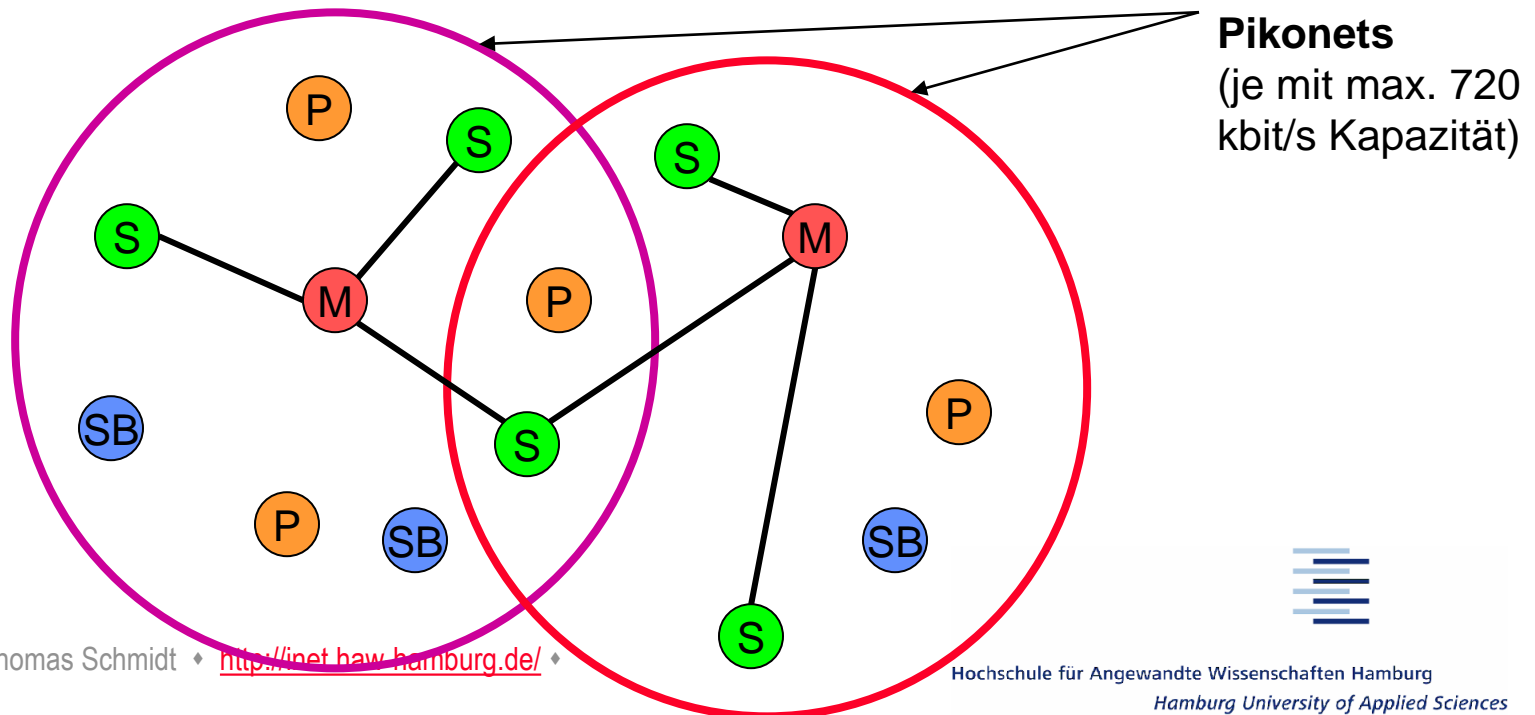 Pikonets
(je mit max. 720
kbit/s Kapazität)
P
S
S
S
M
M
P
P
SB
S
P
SB
SB
S
homas Schmidt • http://inet.haw-hamburg.de/ •
Hochschule für Angewandte Wissenschaften Hamburg
Hamburg University of Applied Sciences